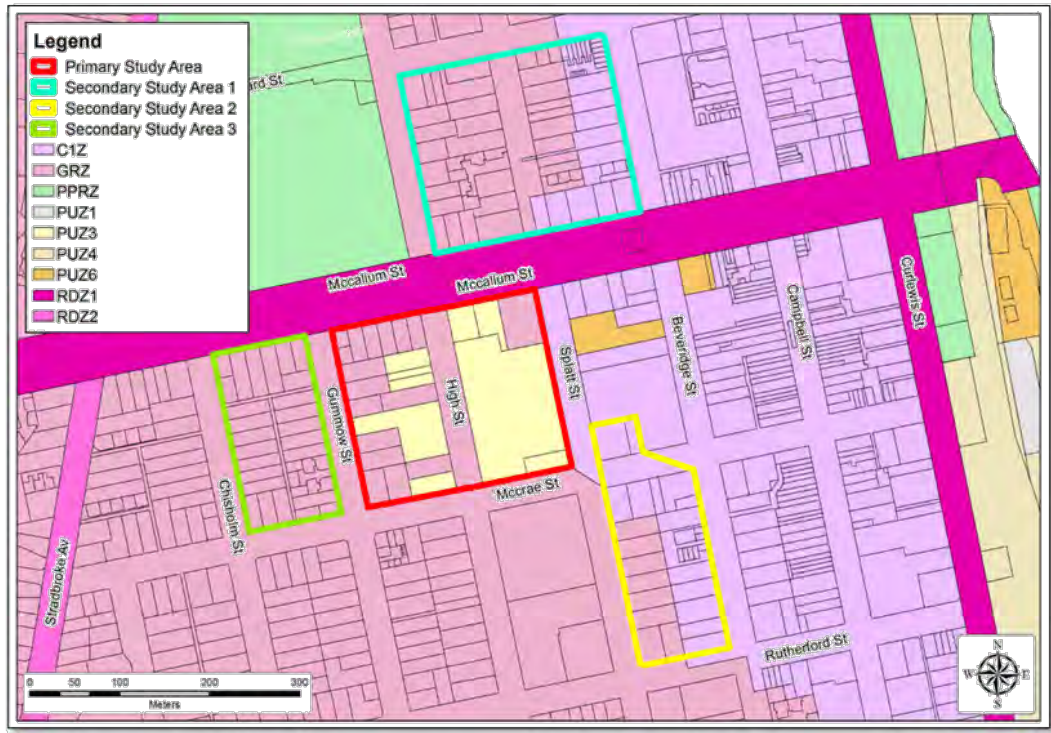 Legend
Primary Study Area
Secondary Study Area 1
Secondary Study Area 2
Secondary Study Area 3
C1Z
GRZ
PPRZ
PUZ1
PUZ3
PUZ4
PUZ6
RDZ1
RDZ2
ard St
Mccallum St
Mccallum St
Curlewis St
Campbell St
Beveridge St
Splatt St
High St
Gummow St
Mccrae St
Chisholm St
Stradbroke Av
Rutherford St
0 50 100 200 300
Meters
N
W E
S